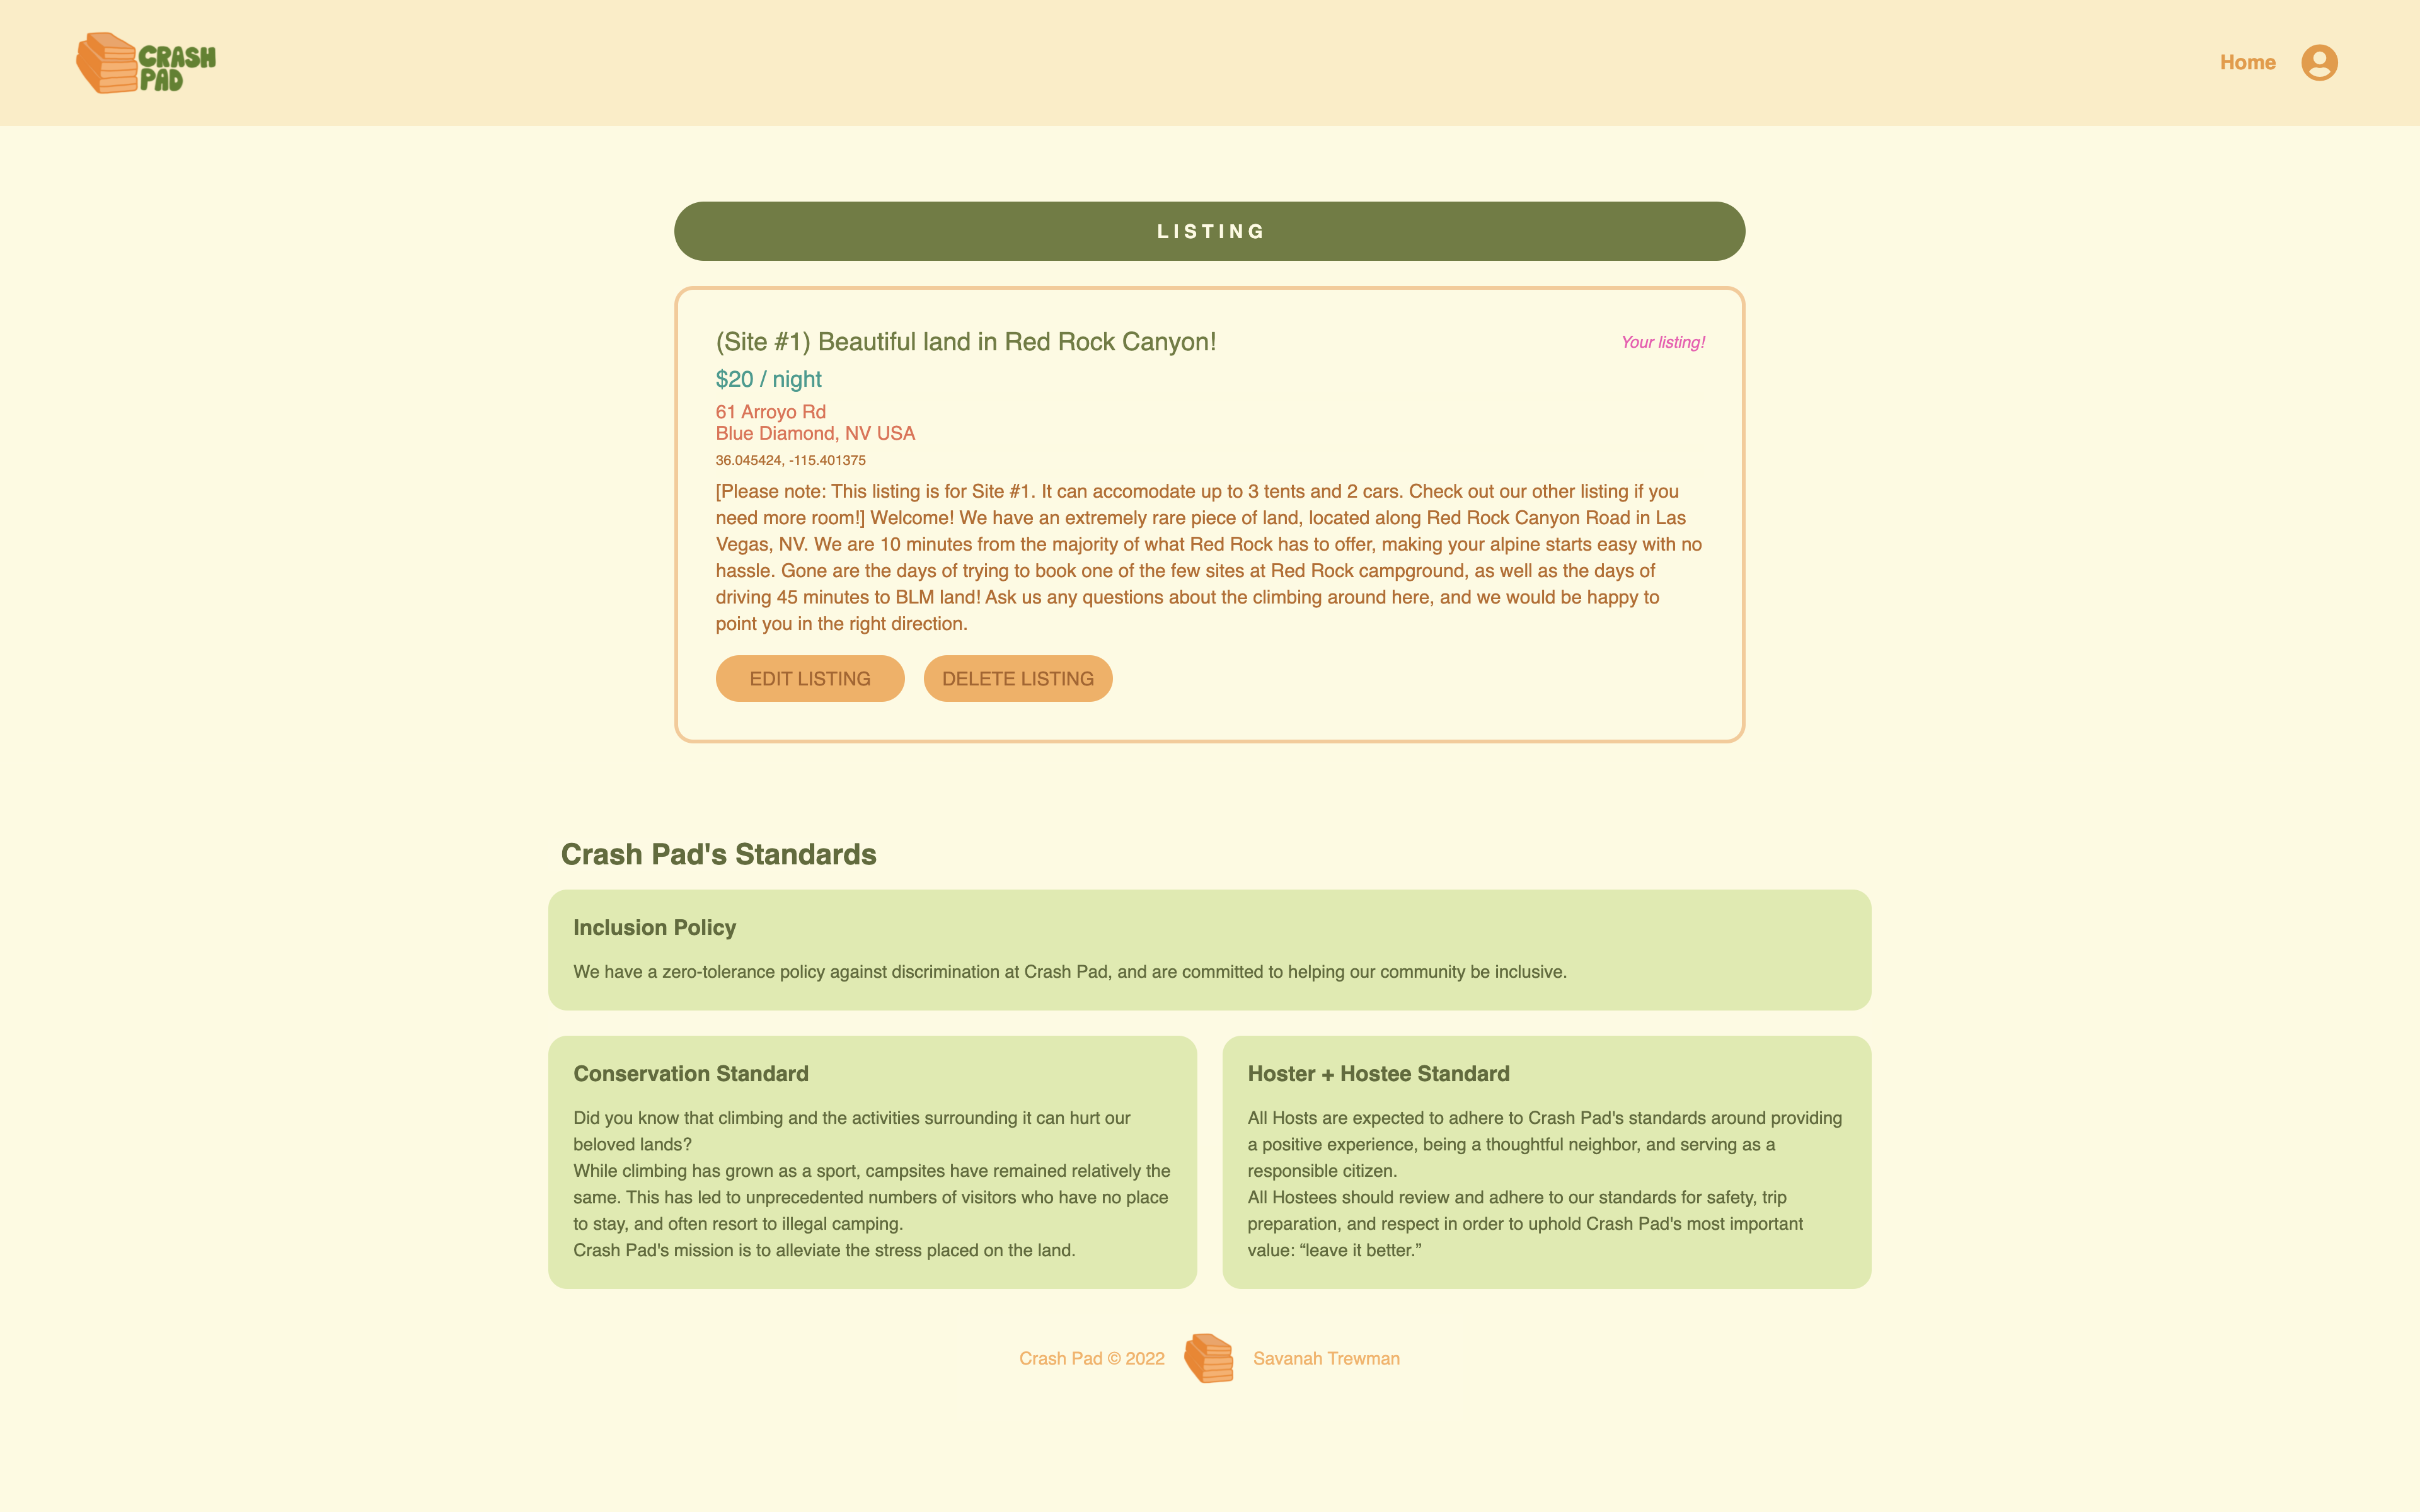 CRASH
PAD
Home
LISTING
(Site #1) Beautiful land in Red Rock Canyon!
Your listing!
$20 / night
61 Arroyo Rd
Blue Diamond, NV USA
36.045424, -115.401375
[Please note: This listing is for Site #1. It can accomodate up to 3 tents and 2 cars. Check out our other listing if you
need more room!] Welcome! We have an extremely rare piece of land, located along Red Rock Canyon Road in Las
Vegas, NV. We are 10 minutes from the majority of what Red Rock has to offer, making your alpine starts easy with no
hassle. Gone are the days of trying to book one of the few sites at Red Rock campground, as well as the days of
driving 45 minutes to BLM land! Ask us any questions about the climbing around here, and we would be happy to
point you in the right direction.
EDIT LISTING
DELETE LISTING
Crash Pad's Standards
Inclusion Policy
We have a zero-tolerance policy against discrimination at Crash Pad, and are committed to helping our community be inclusive.
Conservation Standard
Did you know that climbing and the activities surrounding it can hurt our
beloved lands?
While climbing has grown as a sport, campsites have remained relatively the
same. This has led to unprecedented numbers of visitors who have no place
to stay, and often resort to illegal camping.
Crash Pad's mission is to alleviate the stress placed on the land.
Hoster + Hostee Standard
All Hosts are expected to adhere to Crash Pad's standards around providing
a positive experience, being a thoughtful neighbor, and serving as a
responsible citizen.
All Hostees should review and adhere to our standards for safety, trip
preparation, and respect in order to uphold Crash Pad's most important
value: “leave it better.”
Crash Pad © 2022
Savanah Trewman